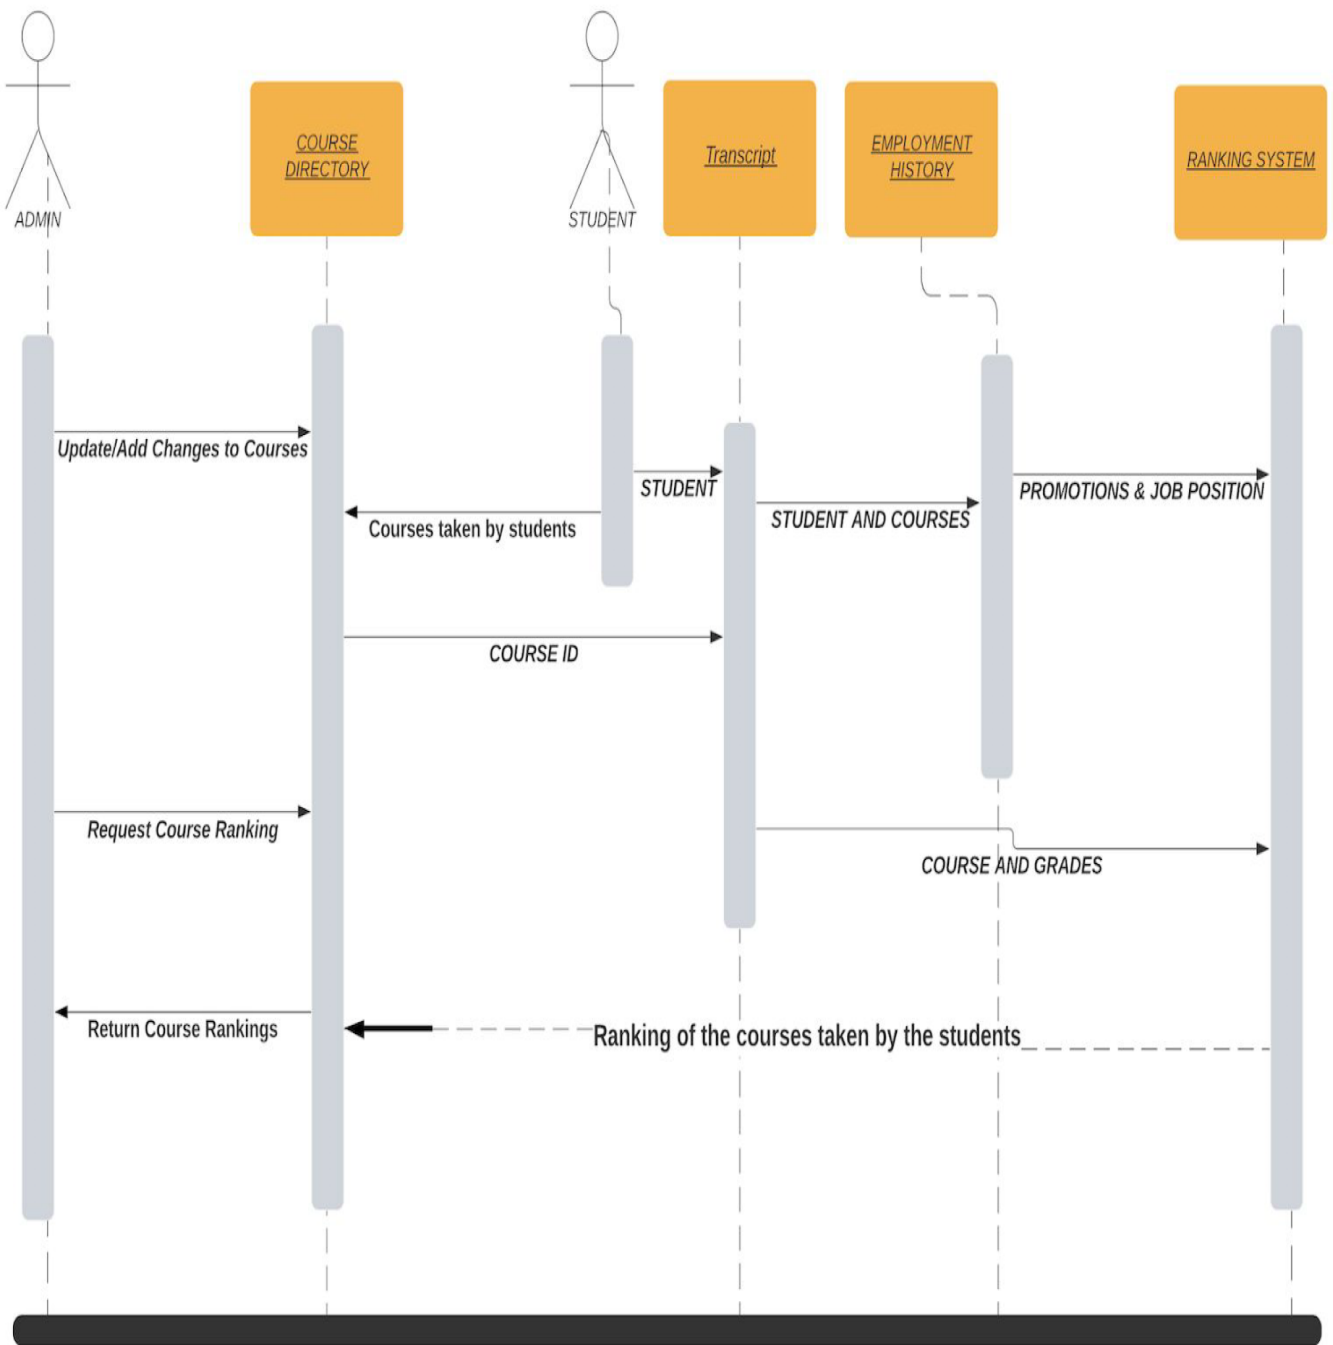 COURSE
DIRECTORY
Transcript
EMPLOYMENT
HISTORY
RANKING SYSTEM
ADMIN
STUDENT
Update/Add Changes to Courses
STUDENT
PROMOTIONS & JOB POSITION
STUDENT AND COURSES
Courses taken by students
COURSE ID
Request Course Ranking
COURSE AND GRADES
Return Course Rankings
Ranking of the courses taken by the students